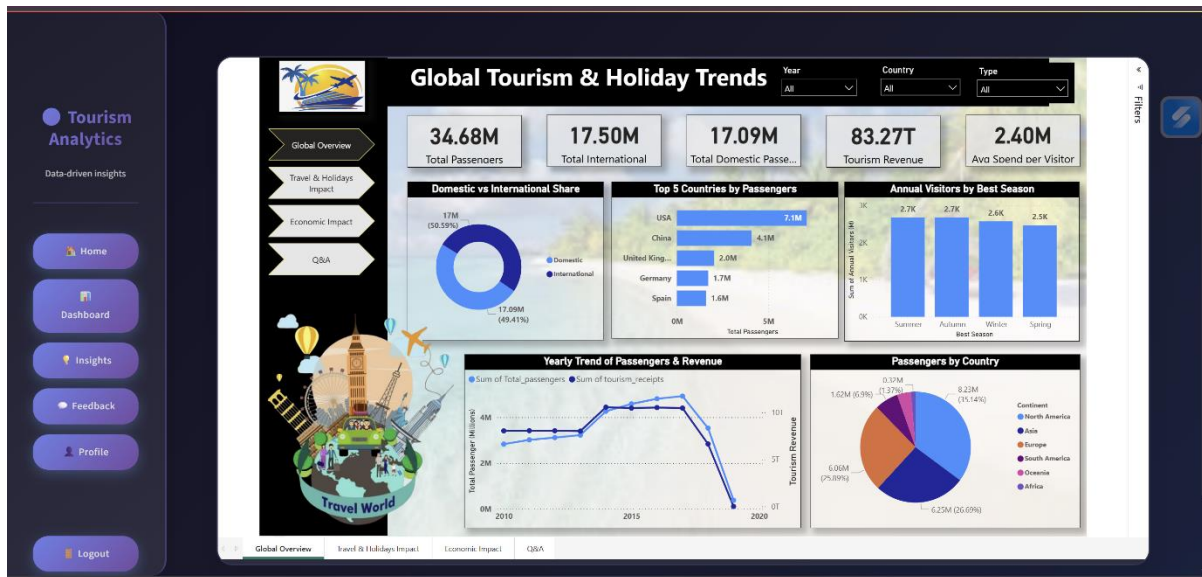 Tourism
Analytics
Data-driven insights
Home
Dashboard
Insights
Feedback
Profile
Logout
Global Tourism & Holiday Trends
Year
All
Country
All
Type
All
Filters
Global Overview
Travel & Holidays
Impact
Economic Impact
Q&A
34.68M
Total Passengers
17.50M
Total International
17.09M
Total Domestic Passe...
83.27T
Tourism Revenue
2.40M
Avg Spend per Visitor
Domestic vs International Share
17M
(50.59%)
17.09M
(49.41%)
Domestic
International
Top 5 Countries by Passengers
USA
7.1M
China
4.1M
United King...
2.0M
Germany
1.7M
Spain
1.6M
0M
5M
Total Passengers
Annual Visitors by Best Season
Sum of Annual Visitors (M)
3K
2K
1K
0K
2.7K
2.7K
2.6K
2.5K
Summer
Autumn
Winter
Spring
Best Season
Travel World
Yearly Trend of Passengers & Revenue
Sum of Total_passengers
Sum of tourism_receipts
Total Passenger (Millions)
4M
2M
0M
2010
2015
2020
10T
5T
0T
Tourism Revenue
Passengers by Country
8.23M
(35.14%)
6.25M (26.69%)
6.06M
(25.89%)
1.62M (6.9%)
Continent
North America
Asia
Europe
South America
Oceania
Africa
Global Overview
Travel & Holidays Impact
Economic Impact
Q&A